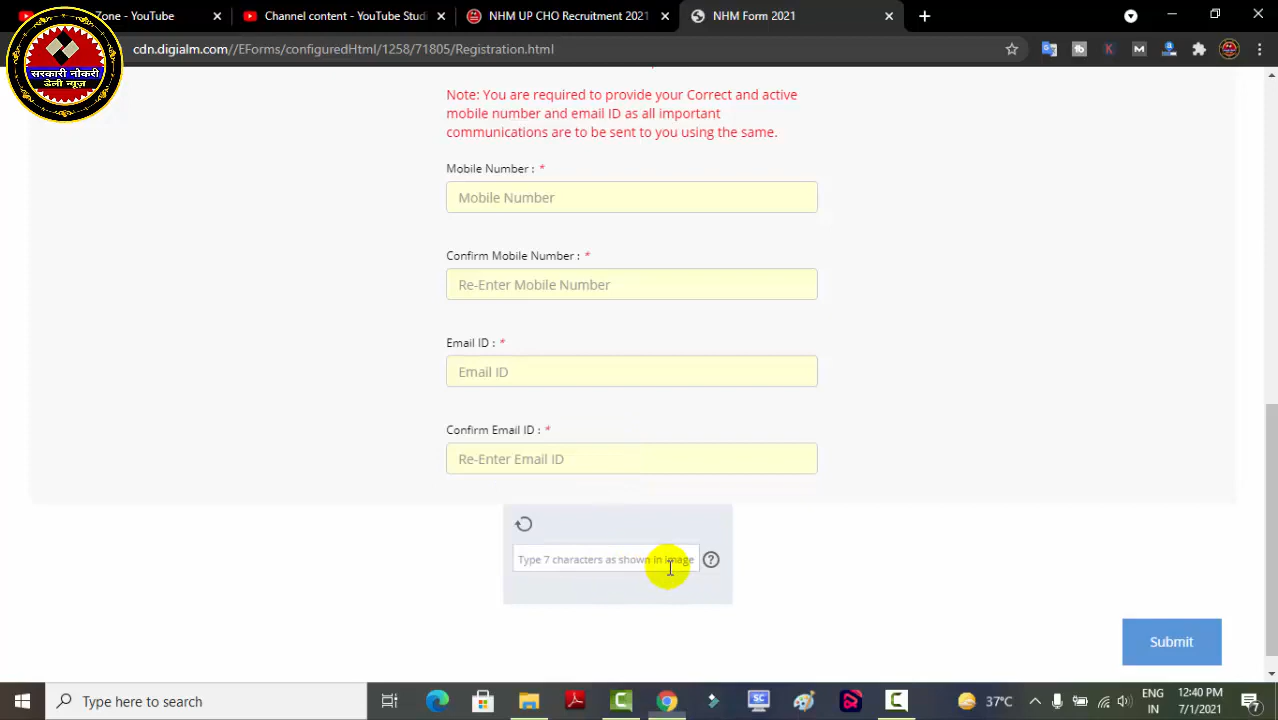 Zone - YouTube
Channel content - YouTube Studi
NHM UP CHO Recruitment 2021
NHM Form 2021
cdn.digialm.com//EForms/configuredHtml/1258/71805/Registration.html
सरकारी नौकरी
डेली न्यूज़
Note: You are required to provide your Correct and active
mobile number and email ID as all important
communications are to be sent to you using the same.
Mobile Number : *
Mobile Number
Confirm Mobile Number : *
Re-Enter Mobile Number
Email ID : *
Email ID
Confirm Email ID : *
Re-Enter Email ID
Type 7 characters as shown in image
Submit
Type here to search
SC
37°C
ENG
IN
12:40 PM
7/1/2021
7